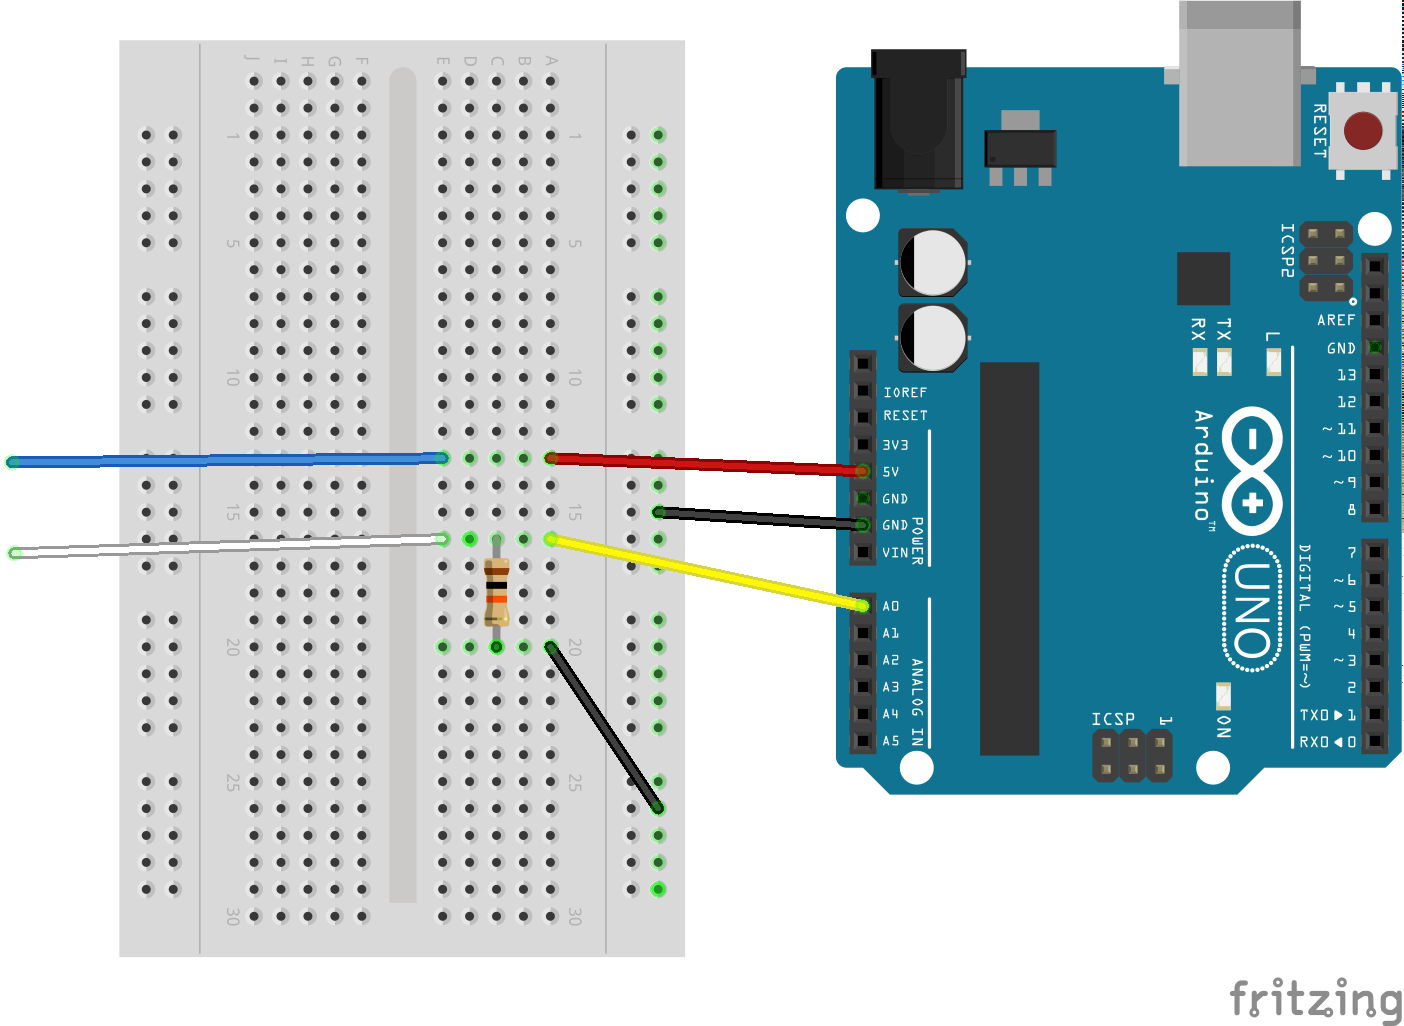 J I H G F E D C B A
1 1
5 5
10 10
15
20 20
25 25
30 30
RESET
ICSP2
AREF
GND
13
12
~11
~10
~9
8
7
~6
~5
4
~3
2
TX0▶1
RX0◀0
DIGITAL (PWM=~)
RX TX L
Arduino™
UNO
ON
ICSP 1
IOREF
RESET
3V3
5V
GND
GND
VIN
POWER
A0
A1
A2
A3
A4
A5
ANALOG IN
fritzing